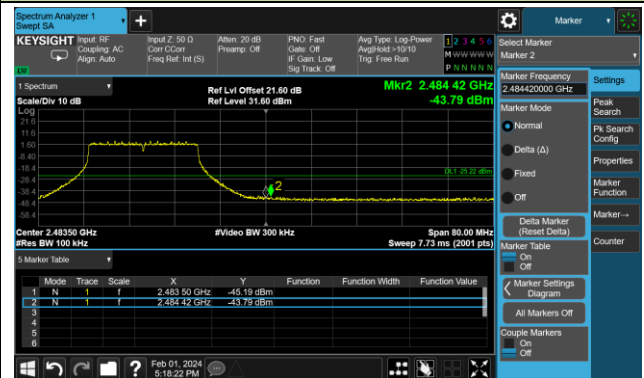 Spectrum Analyzer 1
Swept SA
Marker
KEYSIGHT Input: RF Input Z: 50 Ω Atten: 20 dB PNO: Fast Avg Type: Log-Power 1 2 3 4 5 6
Coupling: AC Corr CCorr Preamp: Off Gate: Off Avg|Hold:>10/10 M W W W W W
Align: Auto Freq Ref: Int (S) IF Gain: Low Trig: Free Run
Sig Track: Off P N N N N N
LXI
Select Marker
Marker 2
1 Spectrum
Ref Lvl Offset 21.60 dB Mkr2 2.484 42 GHz
Scale/Div 10 dB Ref Level 31.60 dBm -43.79 dBm
Log
21.6
11.6
1.60
-8.40
-18.4
-28.4
-38.4
-48.4
-58.4
DL1 -29.22 dBm
2
Center 2.48350 GHz #Video BW 300 kHz Span 80.00 MHz
#Res BW 100 kHz Sweep 7.73 ms (2001 pts)
5 Marker Table
Mode Trace Scale X Y Function Function Width Function Value
1 N 1 f 2.483 50 GHz -45.19 dBm
2 N 1 f 2.484 42 GHz -43.79 dBm
3
4
5
6
Marker Frequency
2.484420000 GHz
Marker Mode
Normal
Delta (Δ)
Fixed
Off
Delta Marker
(Reset Delta)
Marker Table
On
Off
Marker Settings
Diagram
All Markers Off
Couple Markers
On
Off
Settings
Peak
Search
Pk Search
Config
Properties
Marker
Function
Marker→
Counter
Feb 01, 2024
5:18:22 PM